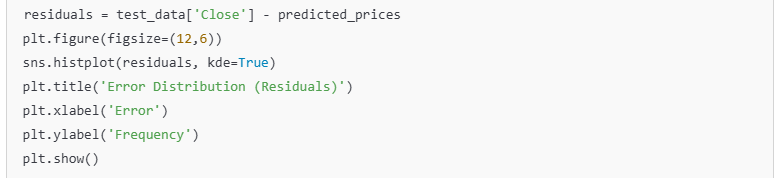 residuals = test_data['Close'] - predicted_prices
plt.figure(figsize=(12,6))
sns.histplot(residuals, kde=True)
plt.title('Error Distribution (Residuals)')
plt.xlabel('Error')
plt.ylabel('Frequency')
plt.show()